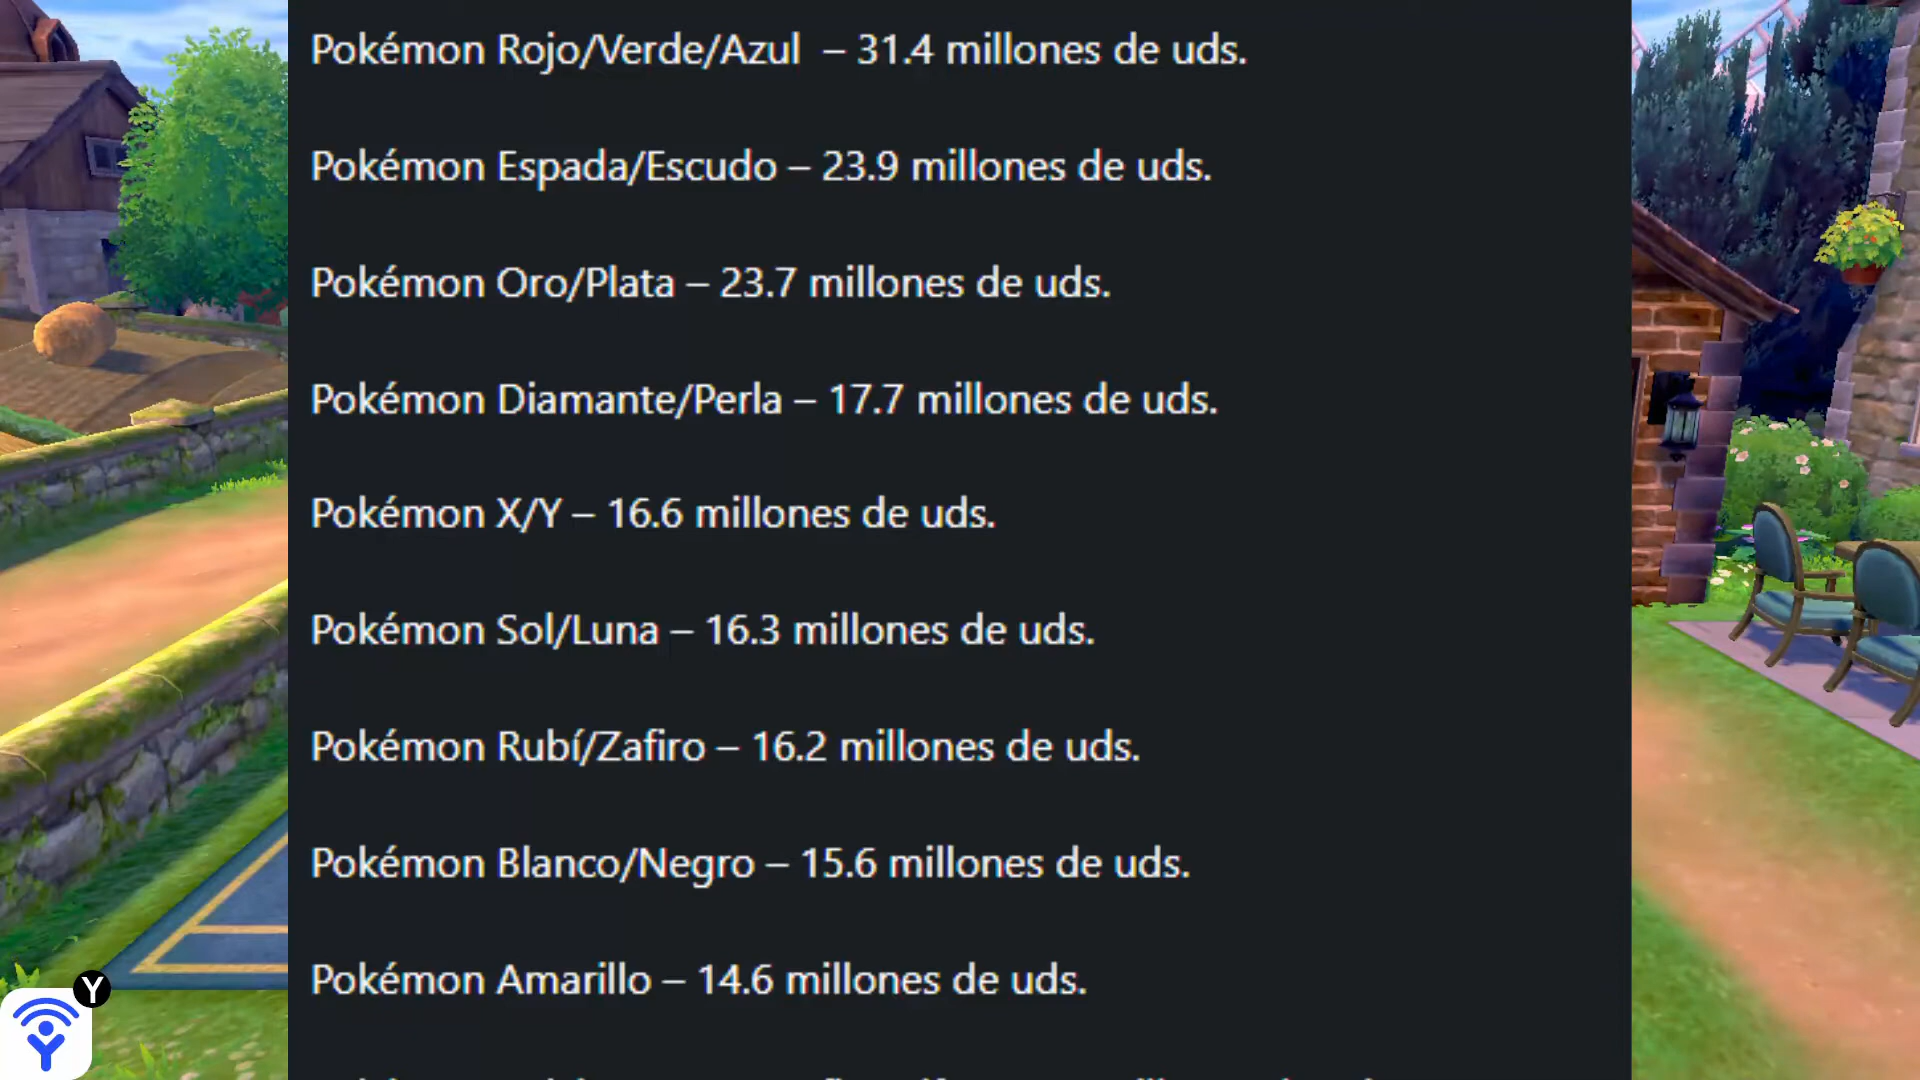 Pokémon Rojo/Verde/Azul – 31.4 millones de uds.
Pokémon Espada/Escudo – 23.9 millones de uds.
Pokémon Oro/Plata – 23.7 millones de uds.
Pokémon Diamante/Perla – 17.7 millones de uds.
Pokémon X/Y – 16.6 millones de uds.
Pokémon Sol/Luna – 16.3 millones de uds.
Pokémon Rubí/Zafiro – 16.2 millones de uds.
Pokémon Blanco/Negro – 15.6 millones de uds.
Pokémon Amarillo – 14.6 millones de uds.
Y